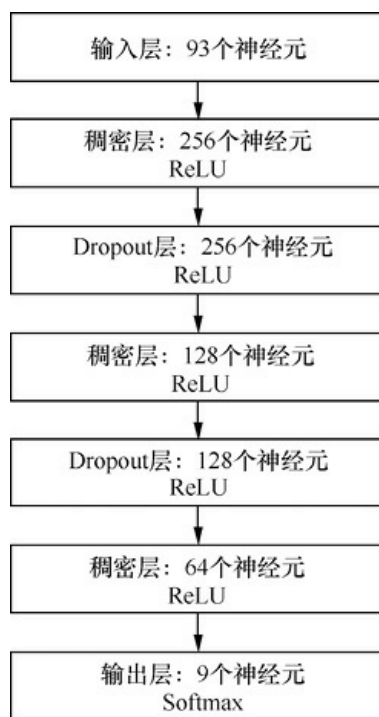 输入层：93个神经元
稠密层：256个神经元
ReLU
Dropout层：256个神经元
ReLU
稠密层：128个神经元
ReLU
Dropout层：128个神经元
ReLU
稠密层：64个神经元
ReLU
输出层：9个神经元
Softmax